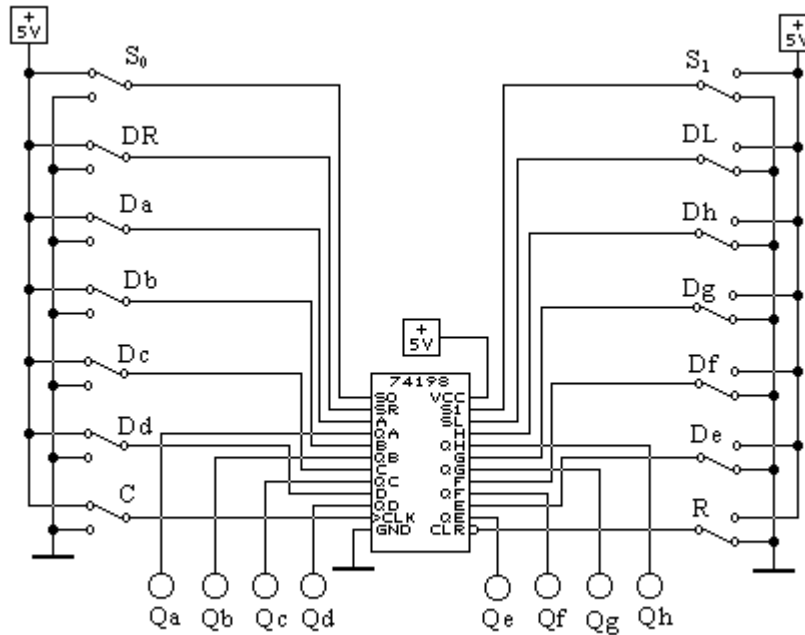 +
5V
+
5V
S₀
S₁
DR
DL
Da
Dh
Db
Dg
+
5V
Dc
Df
74198
S0 VCC
SR S1
A SL
QA H
B QH
QB G
C QG
QC F
D QF
QD E
>CLK QE
GND CLR
Dd
De
C
R
Qa Qb Qc Qd Qe Qf Qg Qh